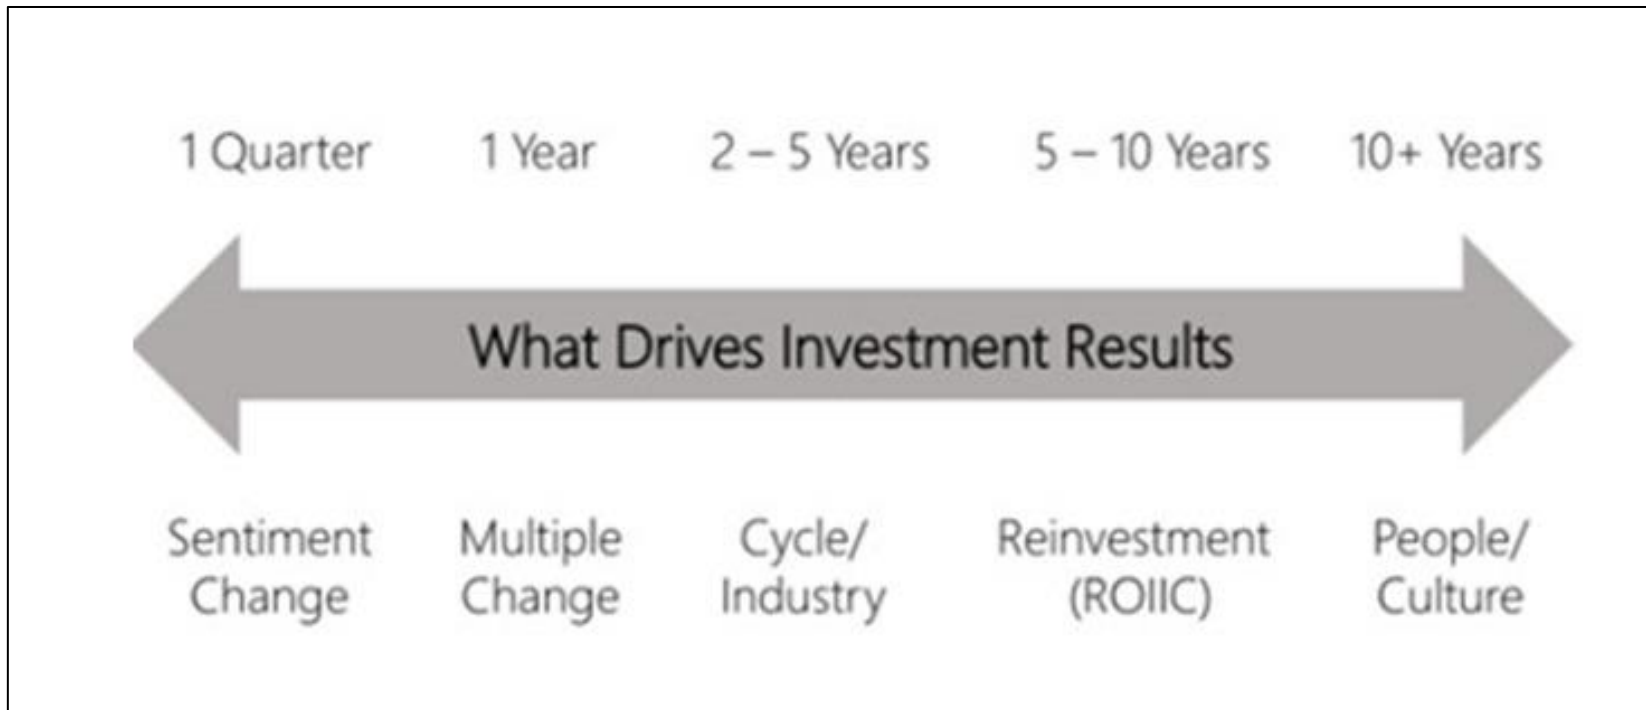 1 Quarter 1 Year 2 – 5 Years 5 – 10 Years 10+ Years
What Drives Investment Results
Sentiment Multiple Cycle/ Reinvestment People/
Change Change Industry (ROIIC) Culture